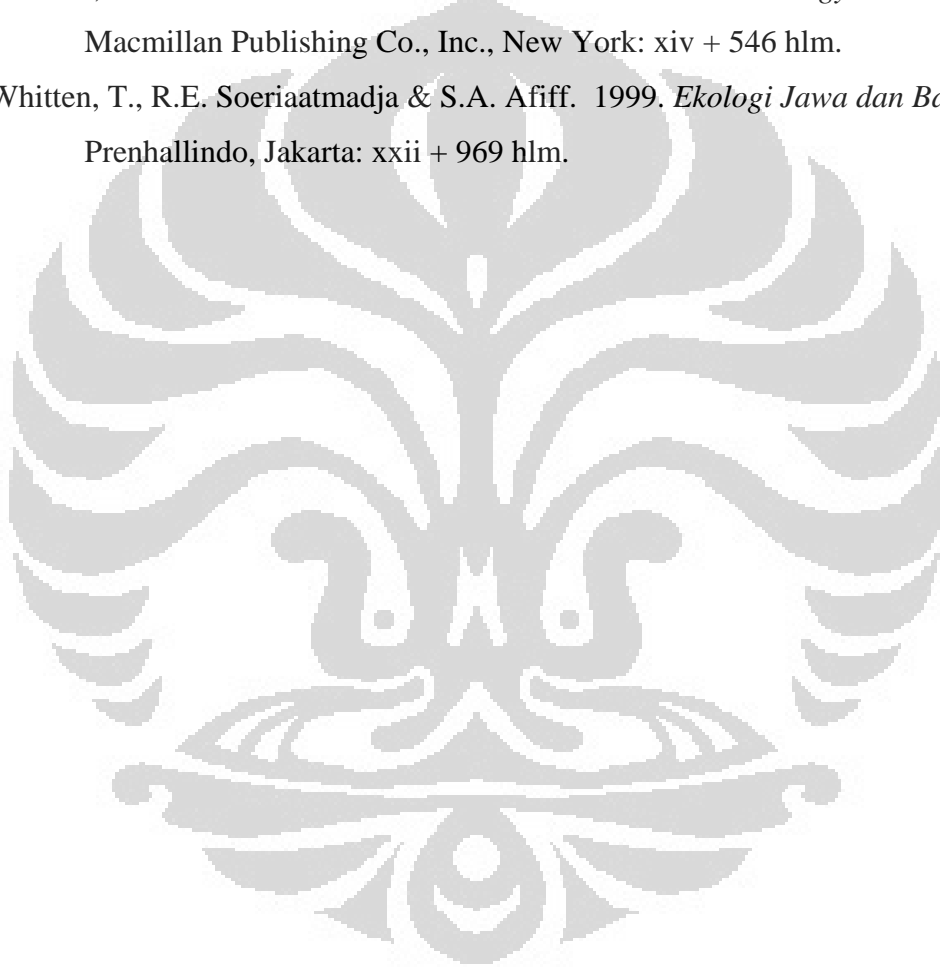 Macmillan Publishing Co., Inc., New York: xiv + 546 hlm.
Whitten, T., R.E. Soeriaatmadja & S.A. Afiff. 1999. Ekologi Jawa dan
Prenhallindo, Jakarta: xxii + 969 hlm.